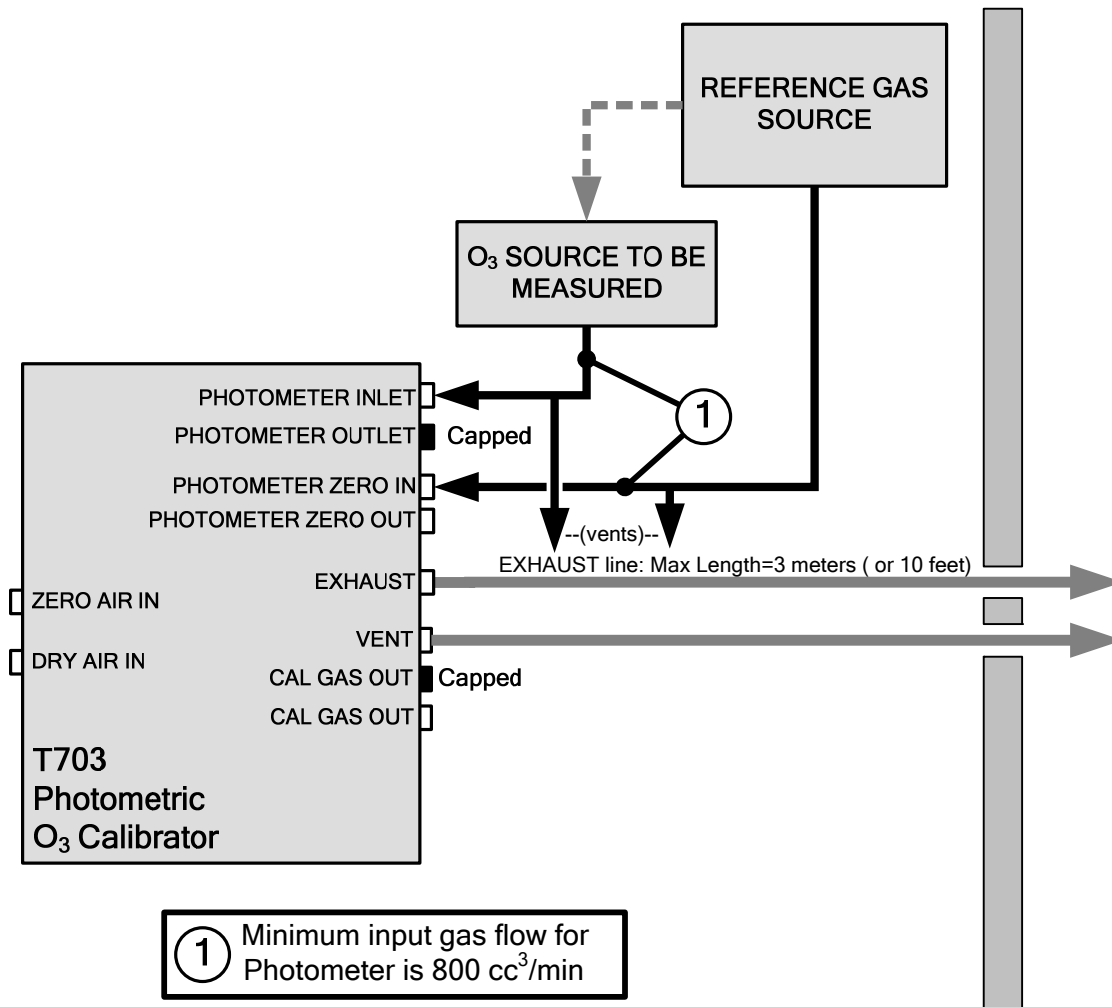 REFERENCE GAS
SOURCE
O₃ SOURCE TO BE
MEASURED
PHOTOMETER INLET
PHOTOMETER OUTLET
Capped
1
PHOTOMETER ZERO IN
PHOTOMETER ZERO OUT
--(vents)--
EXHAUST line: Max Length=3 meters ( or 10 feet)
EXHAUST
ZERO AIR IN
VENT
DRY AIR IN
CAL GAS OUT
Capped
CAL GAS OUT
T703
Photometric
O₃ Calibrator
1
Minimum input gas flow for
Photometer is 800 cc³/min